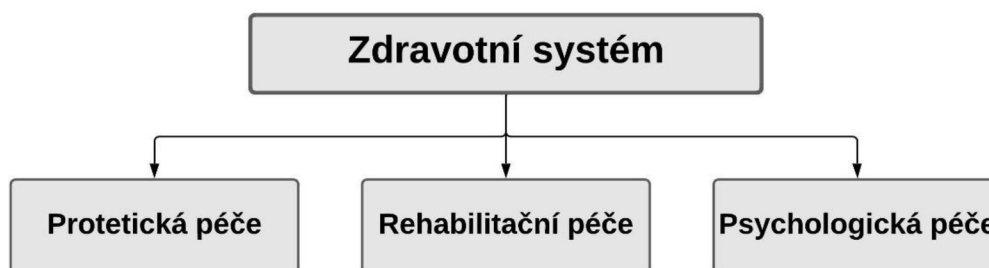 Zdravotní systém
Protetická péče
Rehabilitační péče
Psychologická péče